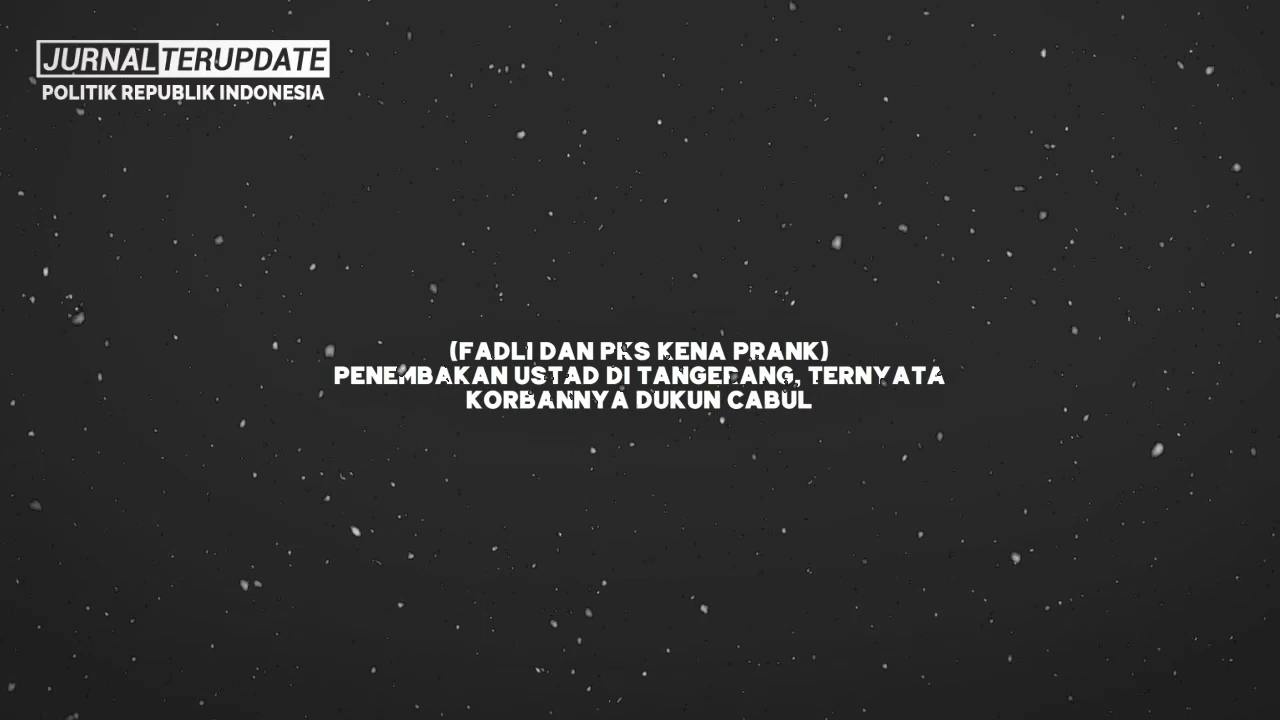 JURNALTERUPDATE
POLITIK REPUBLIK INDONESIA
(FADLI DAN PKS KENA PRANK)
PENEMBAKAN USTAD DI TANGERANG, TERNYATA
KORBANNYA DUKUN CABUL